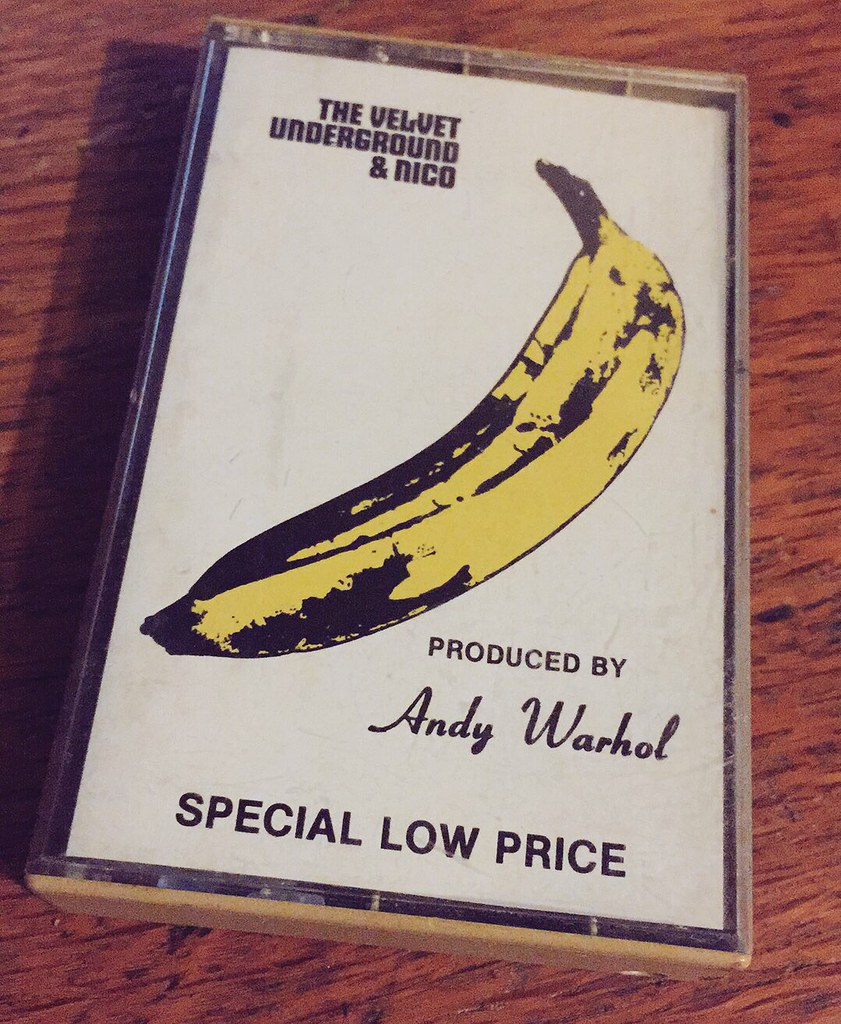 THE VELVET
UNDERGROUND
& NICO
PRODUCED BY
Andy Warhol
SPECIAL LOW PRICE